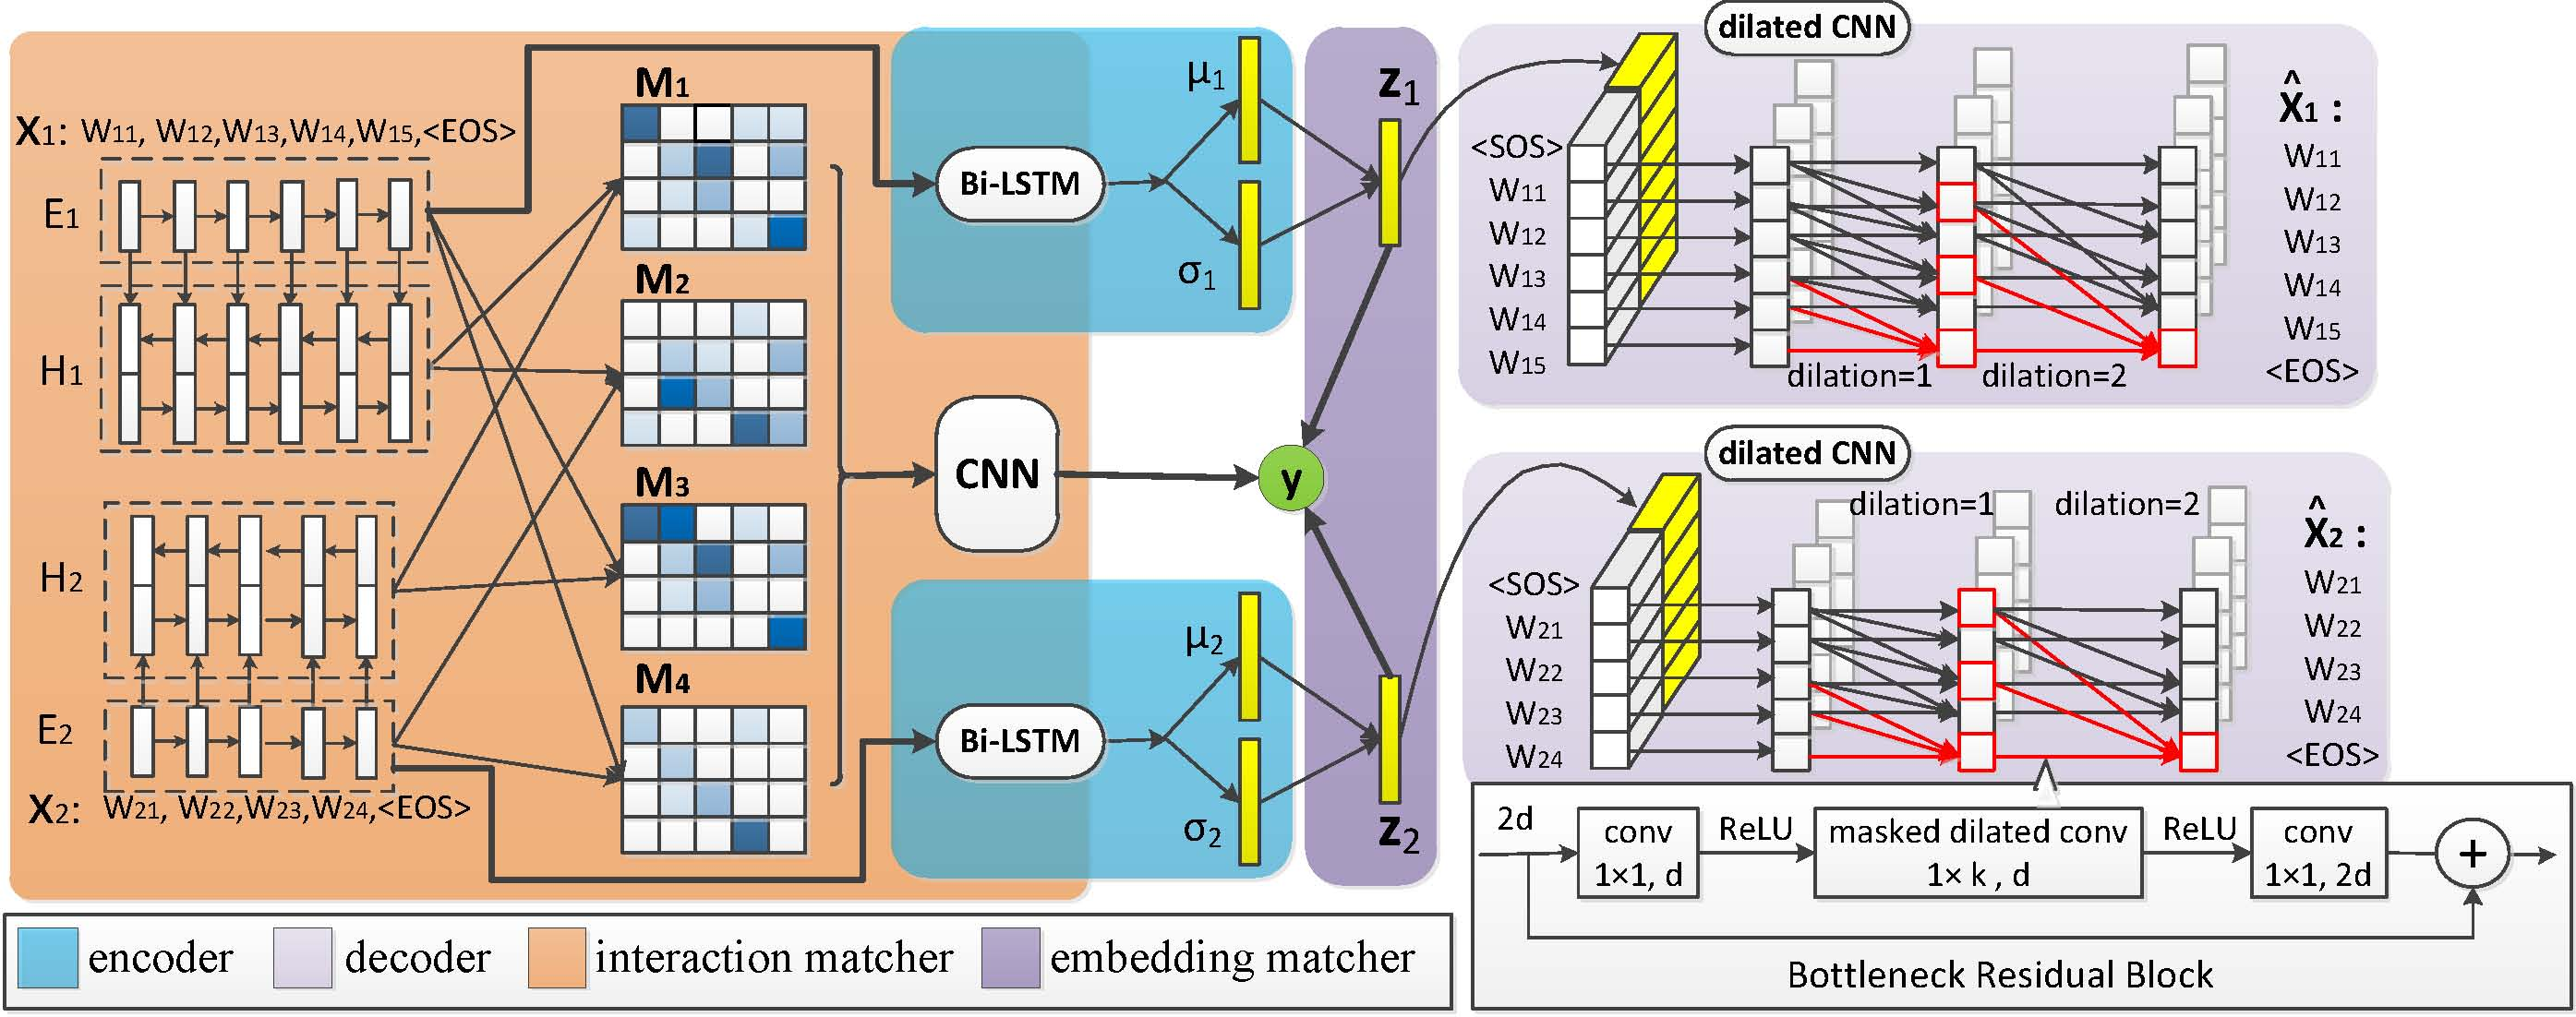 X1: W11, W12,W13,W14,W15,<EOS>
E1
H1
H2
E2
X2: W21, W22,W23,W24,<EOS>
M1
M2
M3
M4
Bi-LSTM
μ1
σ1
CNN
y
Bi-LSTM
μ2
σ2
z1
z2
dilated CNN
<SOS>
W11
W12
W13
W14
W15
dilation=1
dilation=2
X̂1 :
W11
W12
W13
W14
W15
<EOS>
dilated CNN
dilation=1
dilation=2
<SOS>
W21
W22
W23
W24
X̂2 :
W21
W22
W23
W24
<EOS>
2d
conv
1×1, d
ReLU
masked dilated conv
1× k , d
ReLU
conv
1×1, 2d
+
Bottleneck Residual Block
encoder
decoder
interaction matcher
embedding matcher